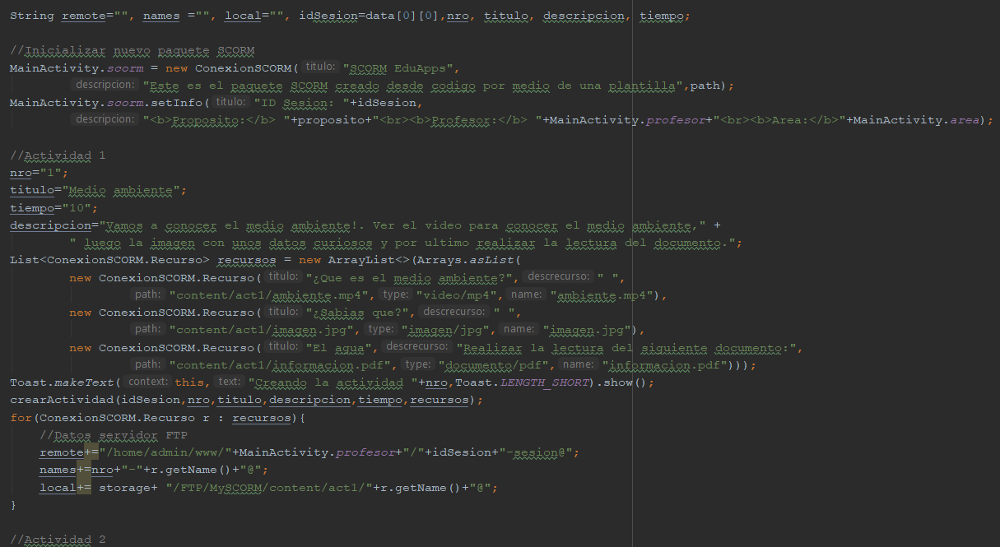 String remote="", names ="", local="", idSesion=data[0][0],nro, titulo, descripcion, tiempo;
//Inicializar nuevo paquete SCORM
MainActivity.scorm = new ConexionSCORM( titulo: "SCORM EduApps",
descripcion: "Este es el paquete SCORM creado desde codigo por medio de una plantilla",path);
MainActivity.scorm.setInfo( titulo: "ID Sesion: "+idSesion,
descripcion: "<b>Proposito:</b> "+proposito+"<br><b>Profesor:</b> "+MainActivity.profesor+"<br><b>Area:</b>"+MainActivity.area);
//Actividad 1
nro="1";
titulo="Medio ambiente";
tiempo="10";
descripcion="Vamos a conocer el medio ambiente!. Ver el video para conocer el medio ambiente," +
" luego la imagen con unos datos curiosos y por ultimo realizar la lectura del documento.";
List<ConexionSCORM.Recurso> recursos = new ArrayList<>(Arrays.asList(
new ConexionSCORM.Recurso( titulo: "¿Que es el medio ambiente?", descrecurso: " ",
path: "content/act1/ambiente.mp4", type: "video/mp4", name: "ambiente.mp4"),
new ConexionSCORM.Recurso( titulo: "¿Sabias que?", descrecurso: " ",
path: "content/act1/imagen.jpg", type: "imagen/jpg", name: "imagen.jpg"),
new ConexionSCORM.Recurso( titulo: "El agua", descrecurso: "Realizar la lectura del siguiente documento:",
path: "content/act1/informacion.pdf", type: "documento/pdf", name: "informacion.pdf")));
Toast.makeText( context: this, text: "Creando la actividad "+nro,Toast.LENGTH_SHORT).show();
crearActividad(idSesion,nro,titulo,descripcion,tiempo,recursos);
for(ConexionSCORM.Recurso r : recursos){
//Datos servidor FTP
remote+="/home/admin/www/"+MainActivity.profesor+"/"+idSesion+"-sesion@";
names+=nro+"-"+r.getName()+"@";
local+= storage+ "/FTP/MySCORM/content/act1/"+r.getName()+"@";
}
//Actividad 2